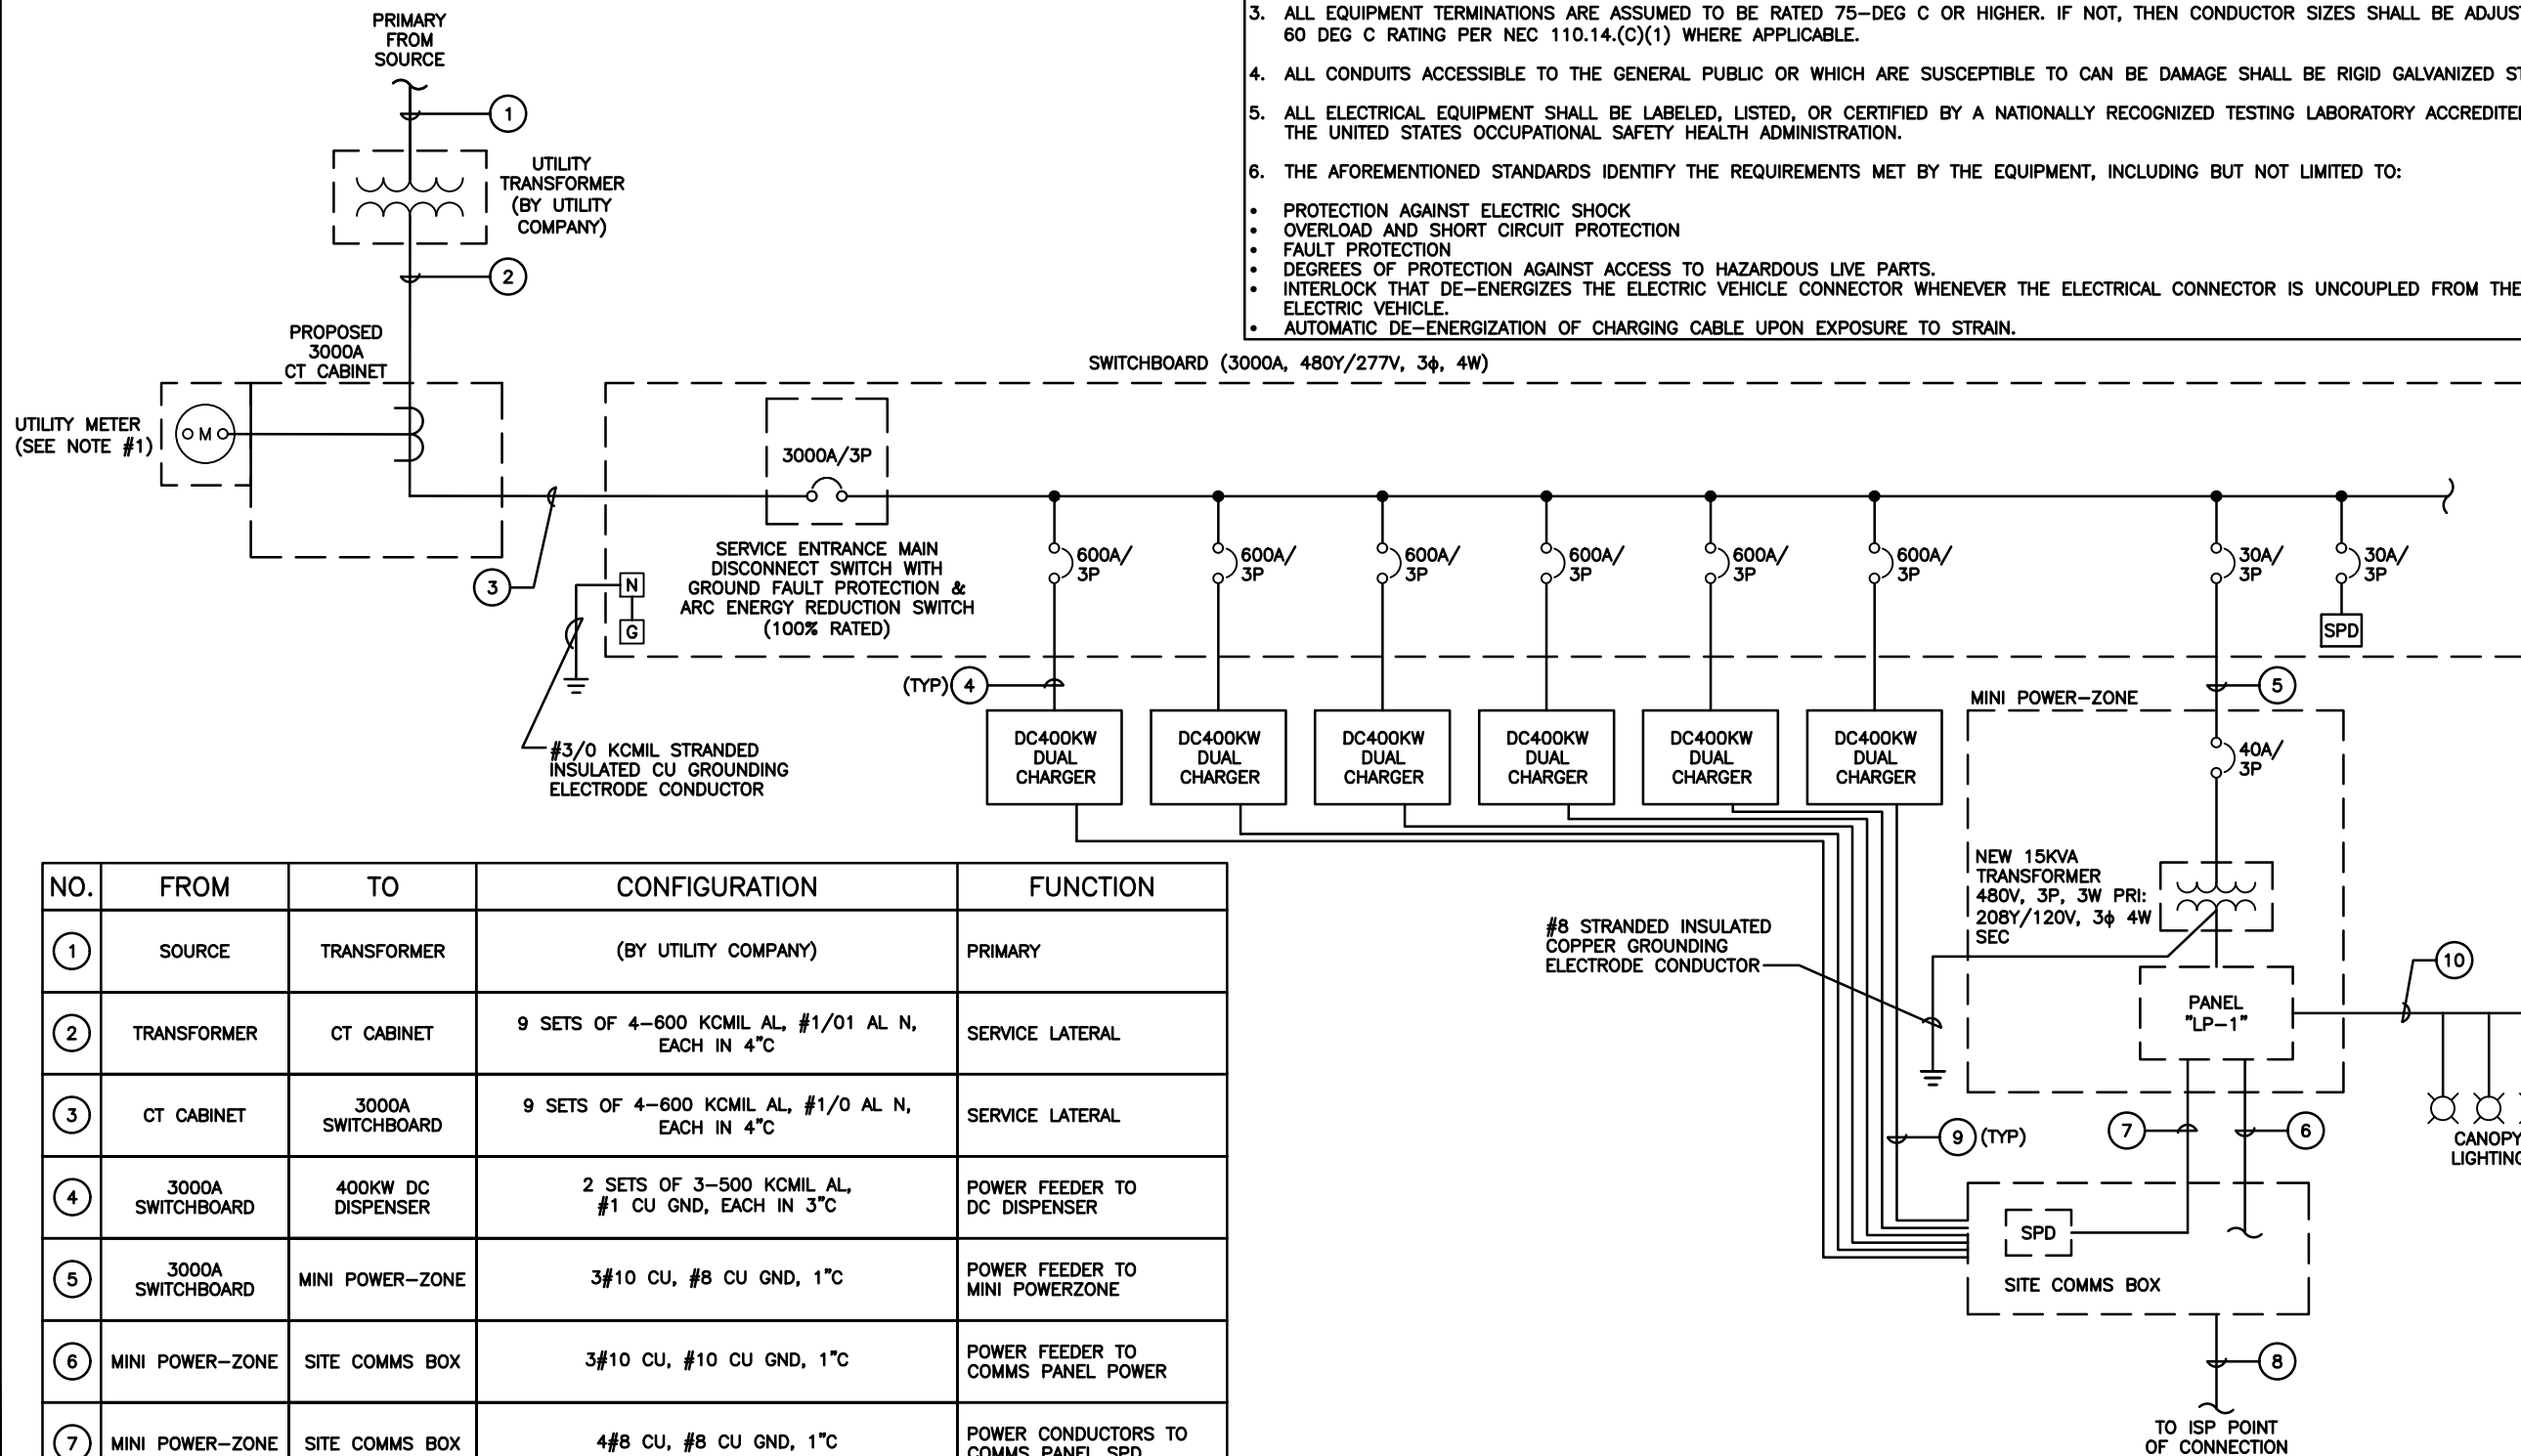 PRIMARY
FROM
SOURCE
1
UTILITY
TRANSFORMER
(BY UTILITY
COMPANY)
2
PROPOSED
3000A
CT CABINET
UTILITY METER
(SEE NOTE #1)
M
3. ALL EQUIPMENT TERMINATIONS ARE ASSUMED TO BE RATED 75-DEG C OR HIGHER. IF NOT, THEN CONDUCTOR SIZES SHALL BE
60 DEG C RATING PER NEC 110.14.(C)(1) WHERE APPLICABLE.
4. ALL CONDUITS ACCESSIBLE TO THE GENERAL PUBLIC OR WHICH ARE SUSCEPTIBLE TO CAN BE DAMAGE SHALL BE RIGID GALVANIZED
5. ALL ELECTRICAL EQUIPMENT SHALL BE LABELED, LISTED, OR CERTIFIED BY A NATIONALLY RECOGNIZED TESTING LABORATORY
THE UNITED STATES OCCUPATIONAL SAFETY HEALTH ADMINISTRATION.
6. THE AFOREMENTIONED STANDARDS IDENTIFY THE REQUIREMENTS MET BY THE EQUIPMENT, INCLUDING BUT NOT LIMITED TO:
• PROTECTION AGAINST ELECTRIC SHOCK
• OVERLOAD AND SHORT CIRCUIT PROTECTION
• FAULT PROTECTION
• DEGREES OF PROTECTION AGAINST ACCESS TO HAZARDOUS LIVE PARTS.
• INTERLOCK THAT DE-ENERGIZES THE ELECTRIC VEHICLE CONNECTOR WHENEVER THE ELECTRICAL CONNECTOR IS UNCOUPLED FROM THE
ELECTRIC VEHICLE.
• AUTOMATIC DE-ENERGIZATION OF CHARGING CABLE UPON EXPOSURE TO STRAIN.
SWITCHBOARD (3000A, 480Y/277V, 3ϕ, 4W)
3000A/3P
SERVICE ENTRANCE MAIN
DISCONNECT SWITCH WITH
GROUND FAULT PROTECTION &
ARC ENERGY REDUCTION SWITCH
(100% RATED)
3
N
G
#3/0 KCMIL STRANDED
INSULATED CU GROUNDING
ELECTRODE CONDUCTOR
600A/
3P
600A/
3P
600A/
3P
600A/
3P
600A/
3P
600A/
3P
30A/
3P
30A/
3P
SPD
(TYP) 4
5
DC400KW
DUAL
CHARGER
DC400KW
DUAL
CHARGER
DC400KW
DUAL
CHARGER
DC400KW
DUAL
CHARGER
DC400KW
DUAL
CHARGER
DC400KW
DUAL
CHARGER
MINI POWER-ZONE
40A/
3P
NEW 15KVA
TRANSFORMER
480V, 3P, 3W PRI:
208Y/120V, 3ϕ 4W
SEC
#8 STRANDED INSULATED
COPPER GROUNDING
ELECTRODE CONDUCTOR
PANEL
"LP-1"
10
CANOPY
LIGHTING
9 (TYP)
7
6
SPD
SITE COMMS BOX
8
TO ISP POINT
OF CONNECTION
NO. FROM TO CONFIGURATION FUNCTION
1 SOURCE TRANSFORMER (BY UTILITY COMPANY) PRIMARY
2 TRANSFORMER CT CABINET 9 SETS OF 4-600 KCMIL AL, #1/01 AL N,
EACH IN 4"C SERVICE LATERAL
3 CT CABINET 3000A
SWITCHBOARD 9 SETS OF 4-600 KCMIL AL, #1/0 AL N,
EACH IN 4"C SERVICE LATERAL
4 3000A
SWITCHBOARD 400KW DC
DISPENSER 2 SETS OF 3-500 KCMIL AL,
#1 CU GND, EACH IN 3"C POWER FEEDER TO
DC DISPENSER
5 3000A
SWITCHBOARD MINI POWER-ZONE 3#10 CU, #8 CU GND, 1"C POWER FEEDER TO
MINI POWERZONE
6 MINI POWER-ZONE SITE COMMS BOX 3#10 CU, #10 CU GND, 1"C POWER FEEDER TO
COMMS PANEL POWER
7 MINI POWER-ZONE SITE COMMS BOX 4#8 CU, #8 CU GND, 1"C POWER CONDUCTORS TO
COMMS PANEL SPD